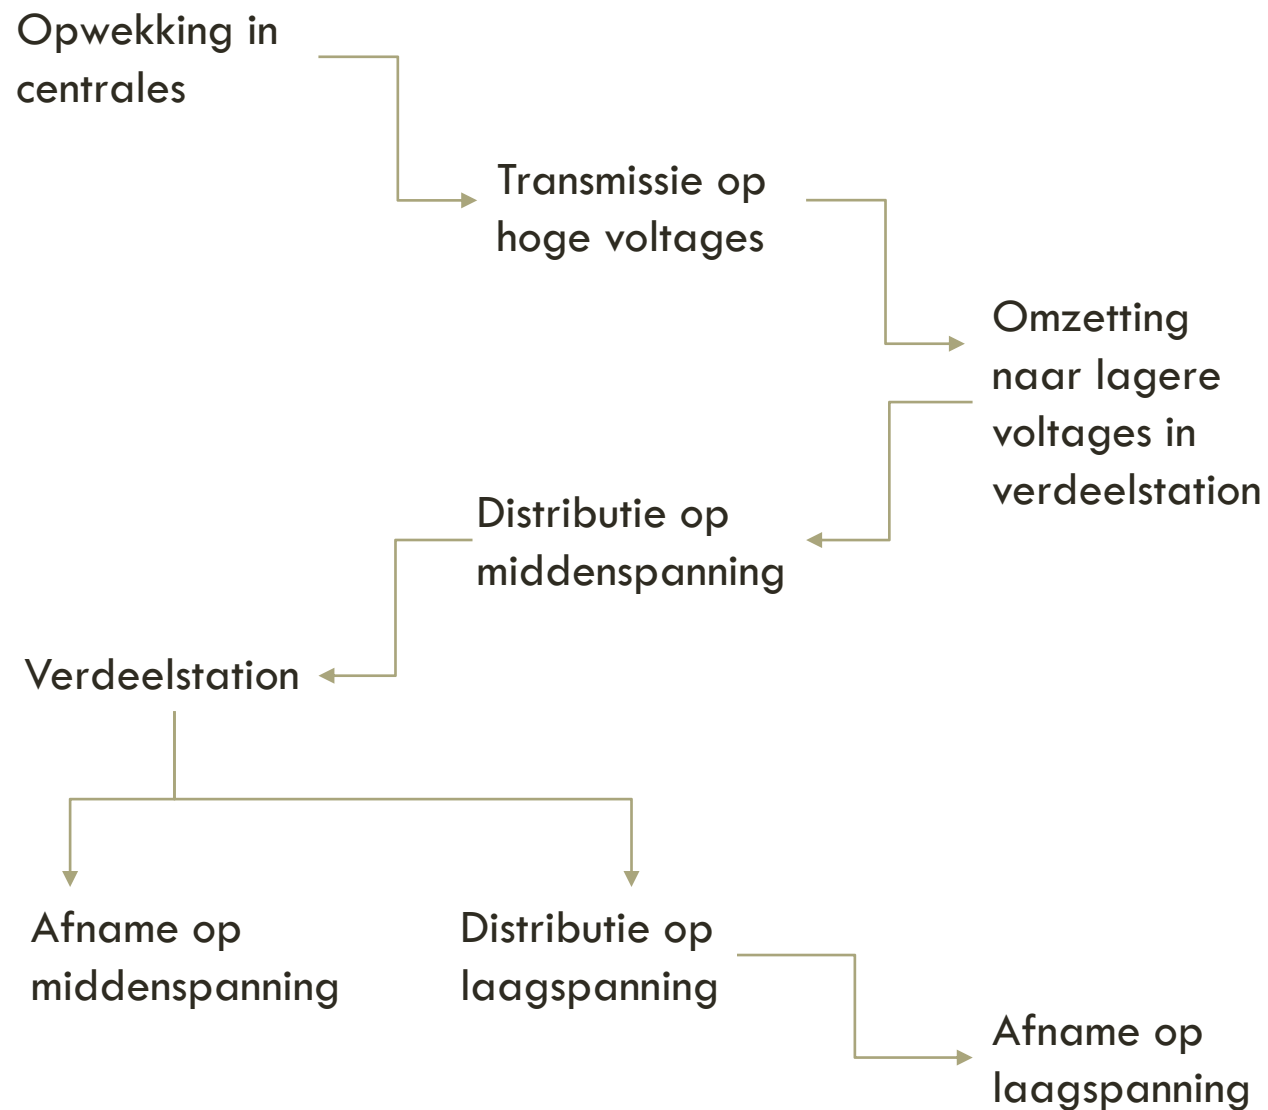 Opwekking in
centrales
Transmissie op
hoge voltages
Omzetting
naar lagere
voltages in
verdeelstation
Distributie op
middenspanning
Verdeelstation
Afname op
middenspanning
Distributie op
laagspanning
Afname op
laagspanning